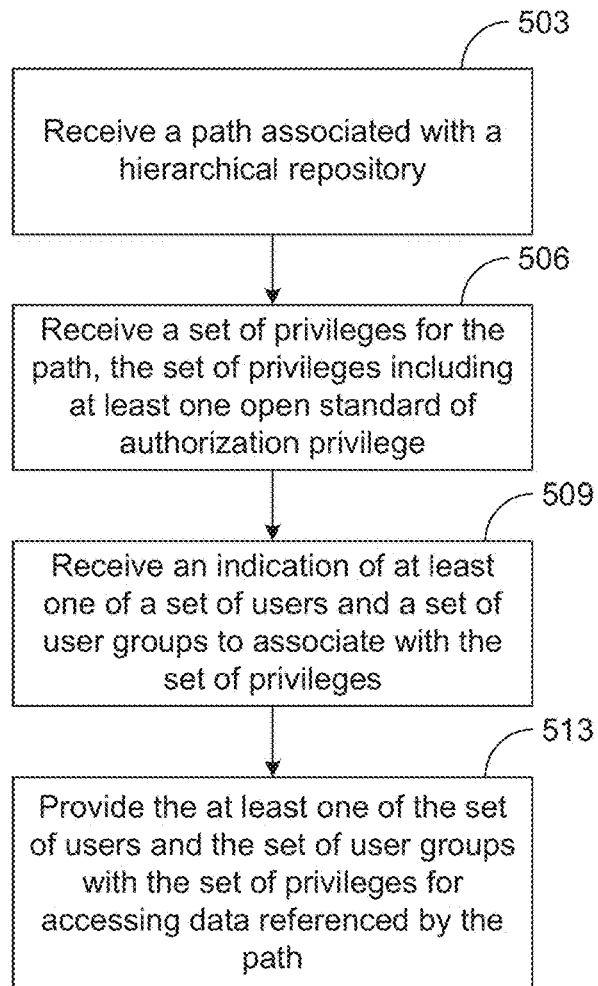 503
Receive a path associated with a
hierarchical repository
506
Receive a set of privileges for the
path, the set of privileges including
at least one open standard of
authorization privilege
509
Receive an indication of at least
one of a set of users and a set of
user groups to associate with the
set of privileges
513
Provide the at least one of the set
of users and the set of user groups
with the set of privileges for
accessing data referenced by the
path